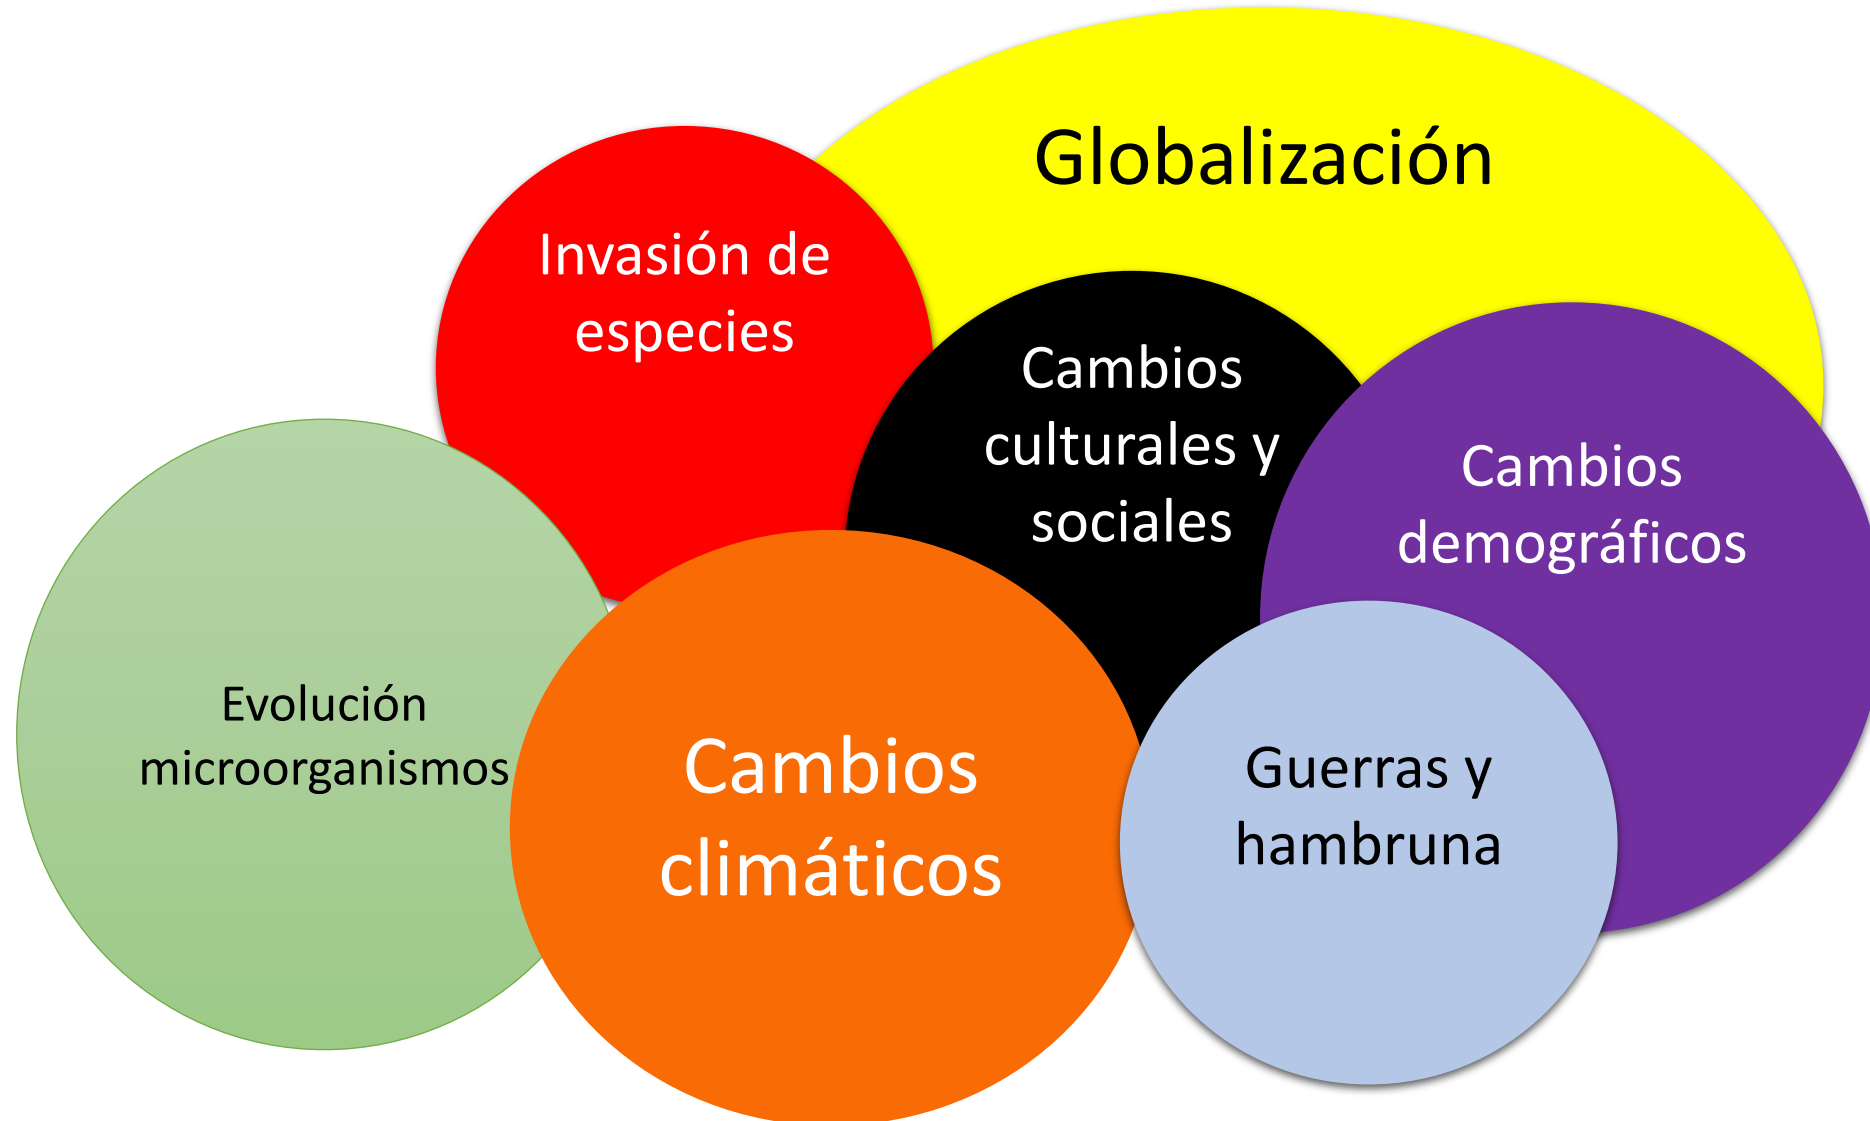 Globalización
Invasión de
especies
Cambios
culturales y
sociales
Cambios
demográficos
Evolución
microorganismos
Cambios
climáticos
Guerras y
hambruna